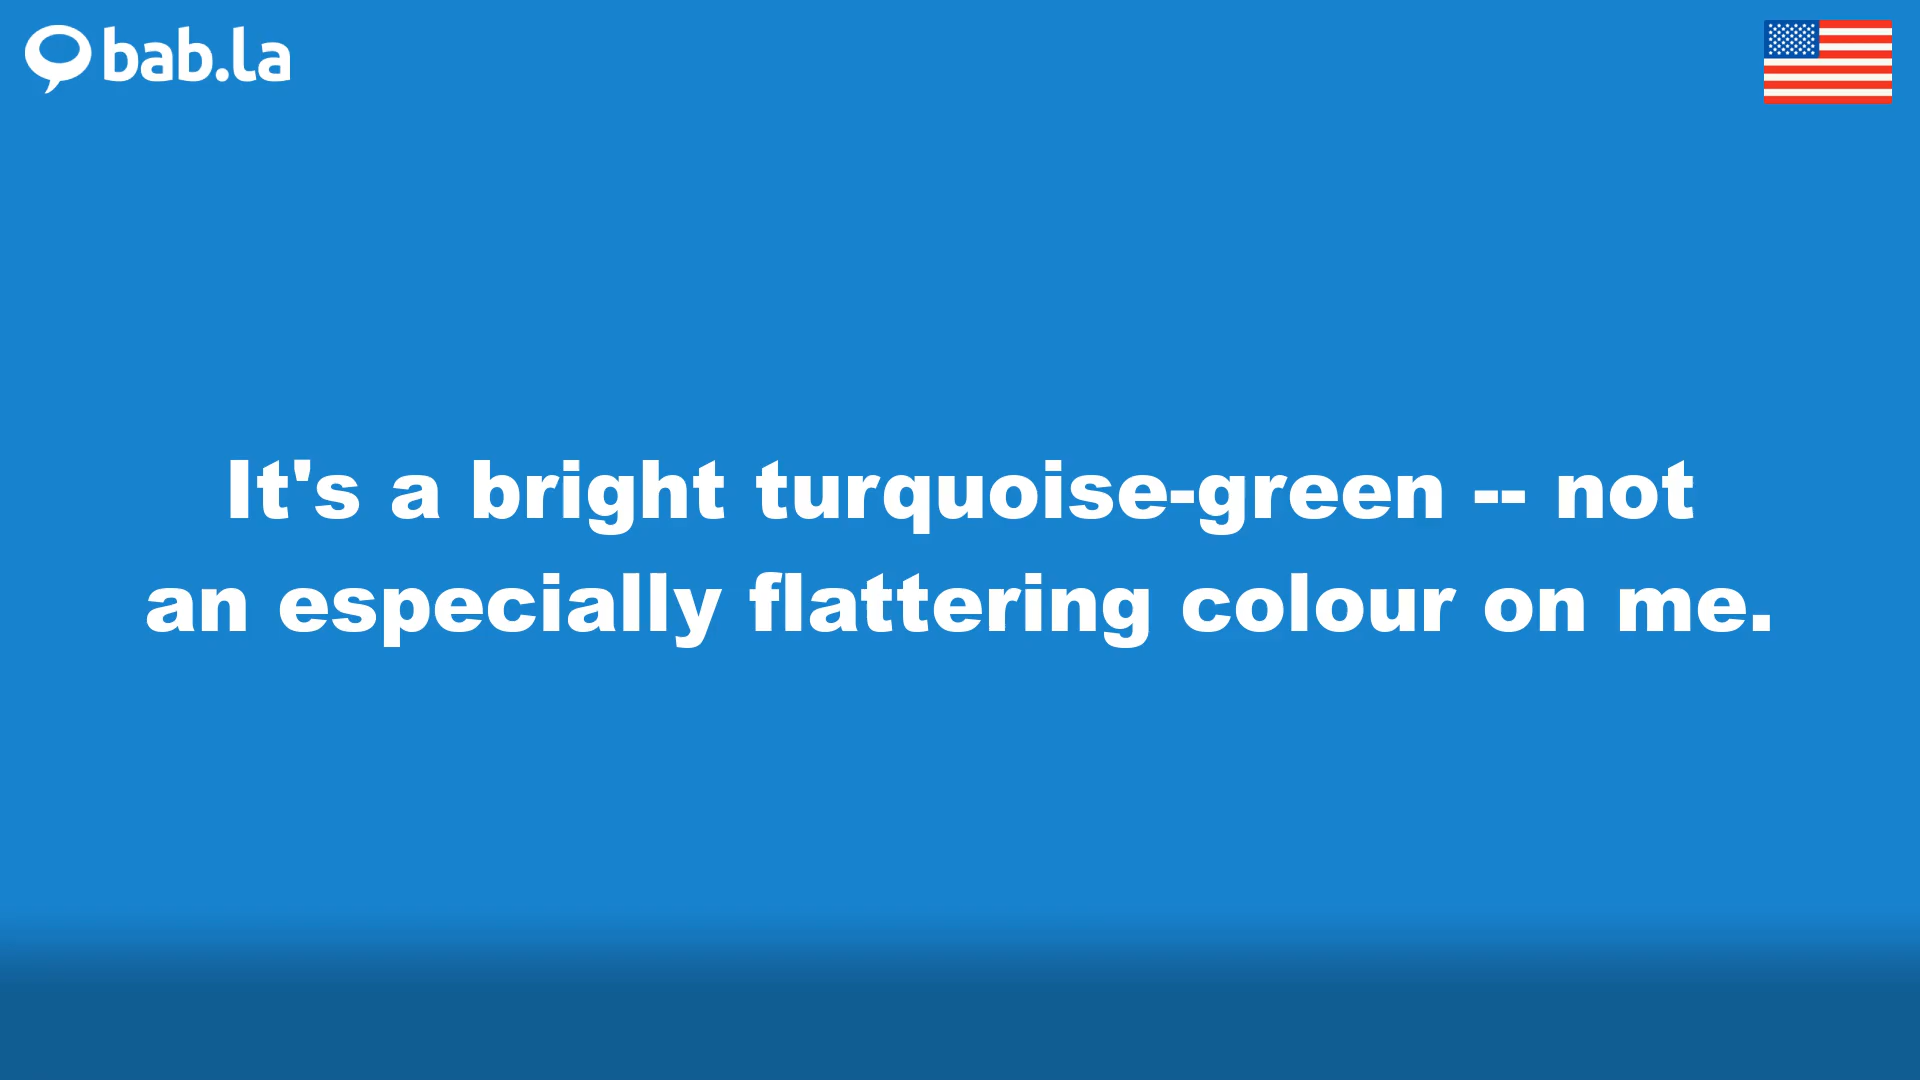 bab.la
It's a bright turquoise-green -- not
an especially flattering colour on me.